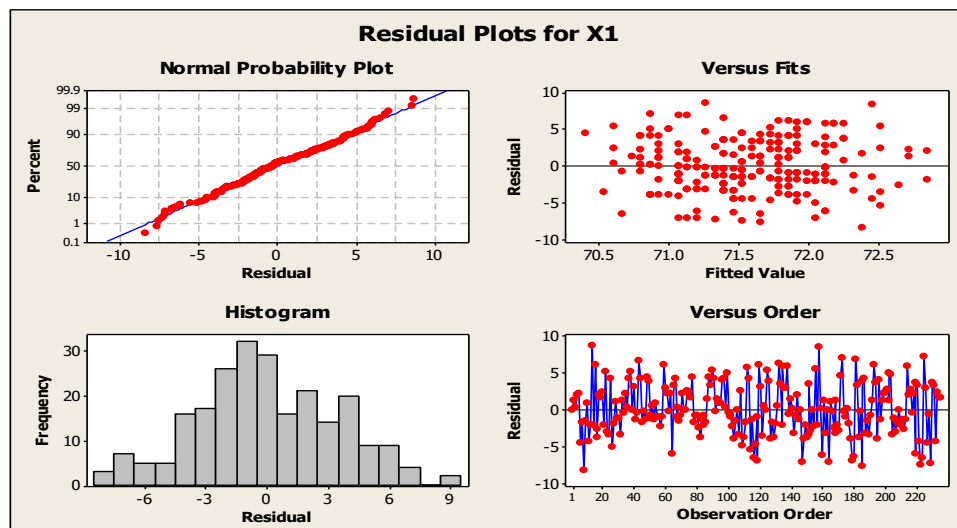 Residual Plots for X1
Normal Probability Plot
99.9
99
90
50
10
1
0.1
Percent
-10 -5 0 5 10
Residual
Versus Fits
10
5
0
-5
-10
Residual
70.5 71.0 71.5 72.0 72.5
Fitted Value
Histogram
30
20
10
0
Frequency
-6 -3 0 3 6 9
Residual
Versus Order
10
5
0
-5
-10
Residual
1 20 40 60 80 100 120 140 160 180 200 220
Observation Order